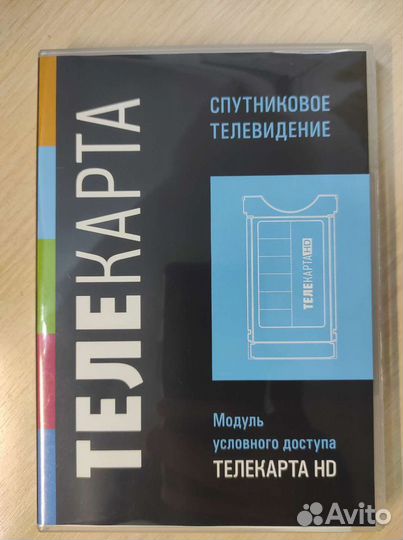 ТЕЛЕКАРТА
СПУТНИКОВОЕ
ТЕЛЕВИДЕНИЕ
ТЕЛЕКАРТА HD
Модуль
условного доступа
ТЕЛЕКАРТА HD
Avito